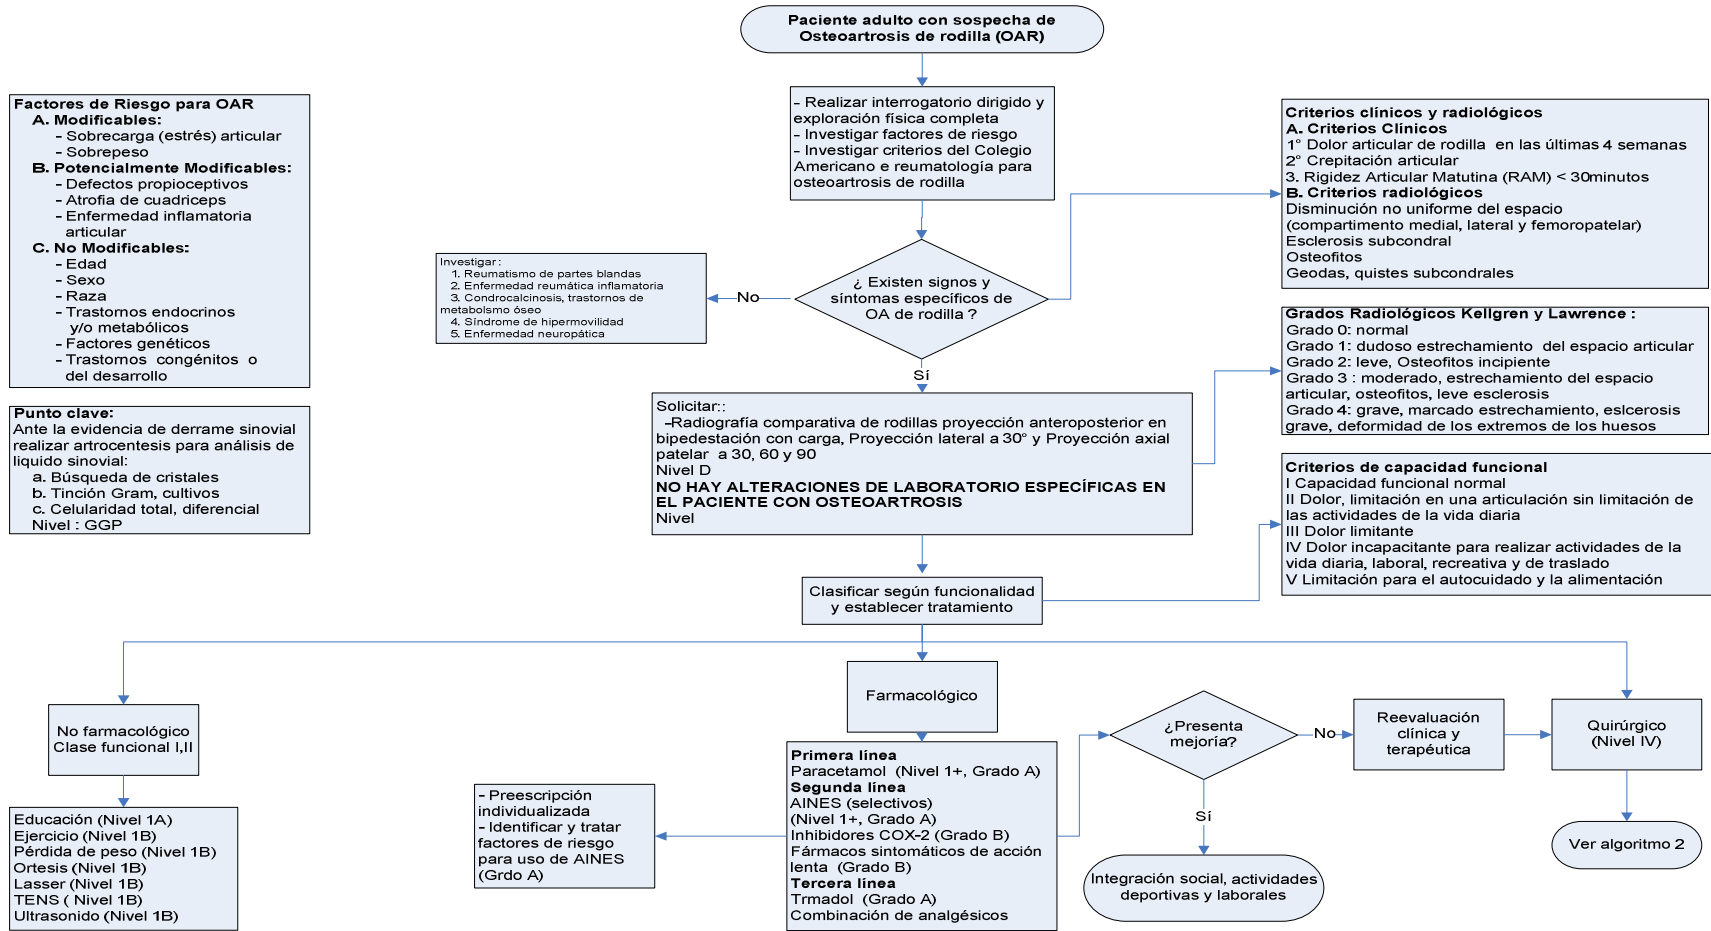 Paciente adulto con sospecha de
Osteoartrosis de rodilla (OAR)
- Realizar interrogatorio dirigido y
exploración física completa
- Investigar factores de riesgo
- Investigar criterios del Colegio
Americano e reumatología para
osteoartrosis de rodilla
Factores de Riesgo para OAR
A. Modificables:
- Sobrecarga (estrés) articular
- Sobrepeso
B. Potencialmente Modificables:
- Defectos propioceptivos
- Atrofia de cuadriceps
- Enfermedad inflamatoria
articular
C. No Modificables:
- Edad
- Sexo
- Raza
- Trastornos endocrinos
y/o metabólicos
- Factores genéticos
- Trastornos congénitos o
del desarrollo
Punto clave:
Ante la evidencia de derrame sinovial
realizar artrocentesis para análisis de
liquido sinovial:
a. Búsqueda de cristales
b. Tinción Gram, cultivos
c. Celularidad total, diferencial
Nivel : GGP
Investigar :
1. Reumatismo de partes blandas
2. Enfermedad reumática inflamatoria
3. Condrocalcinosis, trastornos de
metabolsmo óseo
4. Síndrome de hipermovilidad
5. Enfermedad neuropática
No
¿ Existen signos y
síntomas específicos de
OA de rodilla ?
Sí
Criterios clínicos y radiológicos
A. Criterios Clínicos
1° Dolor articular de rodilla en las últimas 4 semanas
2° Crepitación articular
3. Rigidez Articular Matutina (RAM) < 30minutos
B. Criterios radiológicos
Disminución no uniforme del espacio
(compartimento medial, lateral y femoropatelar)
Esclerosis subcondral
Osteofitos
Geodas, quistes subcondrales
Grados Radiológicos Kellgren y Lawrence :
Grado 0: normal
Grado 1: dudoso estrechamiento del espacio articular
Grado 2: leve, Osteofitos incipiente
Grado 3 : moderado, estrechamiento del espacio
articular, osteofitos, leve esclerosis
Grado 4: grave, marcado estrechamiento, eslcerosis
grave, deformidad de los extremos de los huesos
Solicitar::
-Radiografía comparativa de rodillas proyección anteroposterior en
bipedestación con carga, Proyección lateral a 30° y Proyección axial
patelar a 30, 60 y 90
Nivel D
NO HAY ALTERACIONES DE LABORATORIO ESPECÍFICAS EN
EL PACIENTE CON OSTEOARTROSIS
Nivel
Criterios de capacidad funcional
I Capacidad funcional normal
II Dolor, limitación en una articulación sin limitación de
las actividades de la vida diaria
III Dolor limitante
IV Dolor incapacitante para realizar actividades de la
vida diaria, laboral, recreativa y de traslado
V Limitación para el autocuidado y la alimentación
Clasificar según funcionalidad
y establecer tratamiento
No farmacológico
Clase funcional I,II
Educación (Nivel 1A)
Ejercicio (Nivel 1B)
Pérdida de peso (Nivel 1B)
Ortesis (Nivel 1B)
Lasser (Nivel 1B)
TENS ( Nivel 1B)
Ultrasonido (Nivel 1B)
Farmacológico
Primera línea
Paracetamol (Nivel 1+, Grado A)
Segunda línea
AINES (selectivos)
(Nivel 1+, Grado A)
Inhibidores COX-2 (Grado B)
Fármacos sintomáticos de acción
lenta (Grado B)
Tercera línea
Trmadol (Grado A)
Combinación de analgésicos
- Preescripción
individualizada
- Identificar y tratar
factores de riesgo
para uso de AINES
(Grdo A)
¿Presenta
mejoría?
No
Sí
Integración social, actividades
deportivas y laborales
Reevaluación
clínica y
terapéutica
Quirúrgico
(Nivel IV)
Ver algoritmo 2